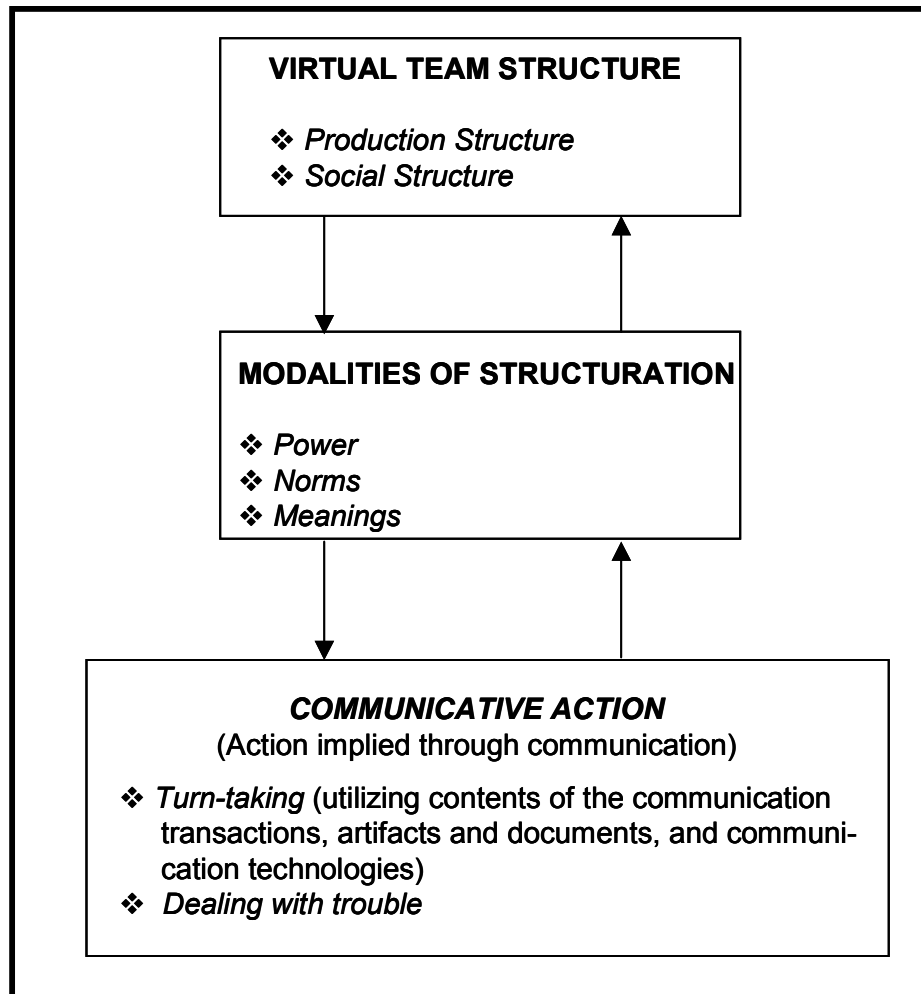 VIRTUAL TEAM STRUCTURE
❖ Production Structure
❖ Social Structure
MODALITIES OF STRUCTURATION
❖ Power
❖ Norms
❖ Meanings
COMMUNICATIVE ACTION
(Action implied through communication)
❖ Turn-taking (utilizing contents of the communication
transactions, artifacts and documents, and communi-
cation technologies)
❖ Dealing with trouble